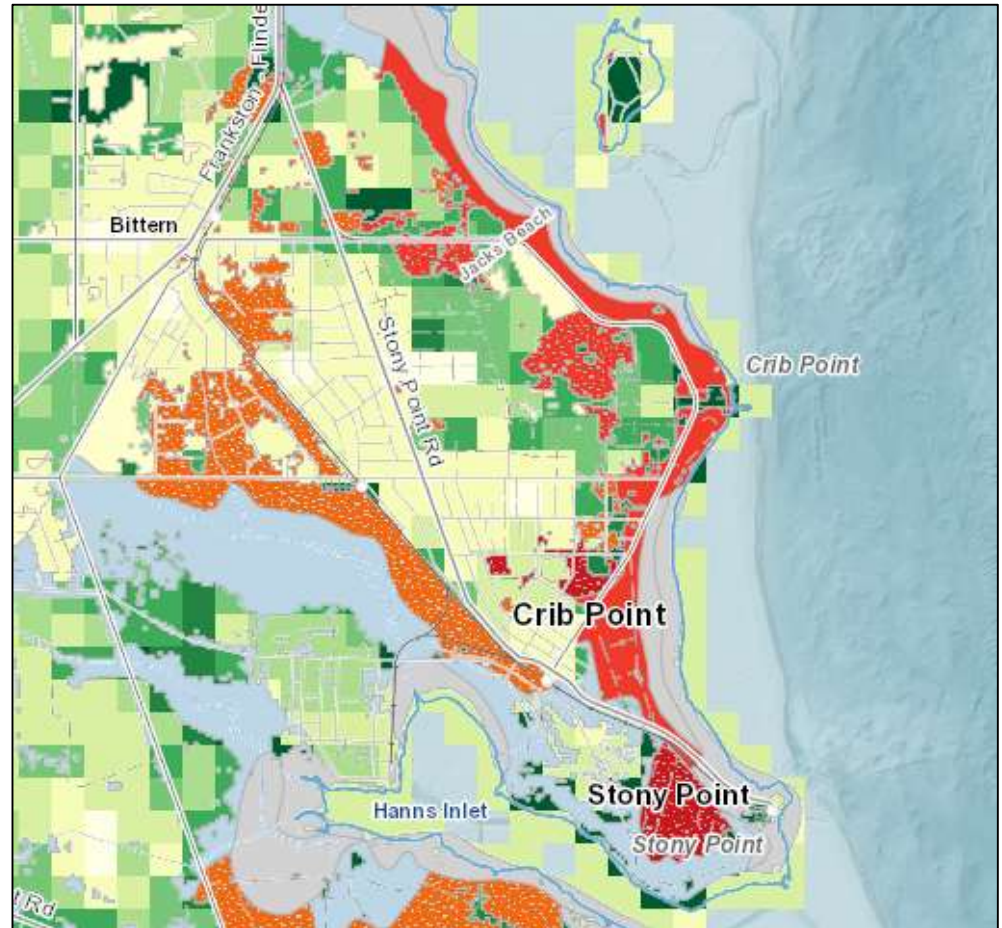 Frankston
Flinde
Bittern
Jacks Beach
Stony Point Rd
Crib Point
Crib Point
Stony Point
Hanns Inlet
Stony Point
t Rd